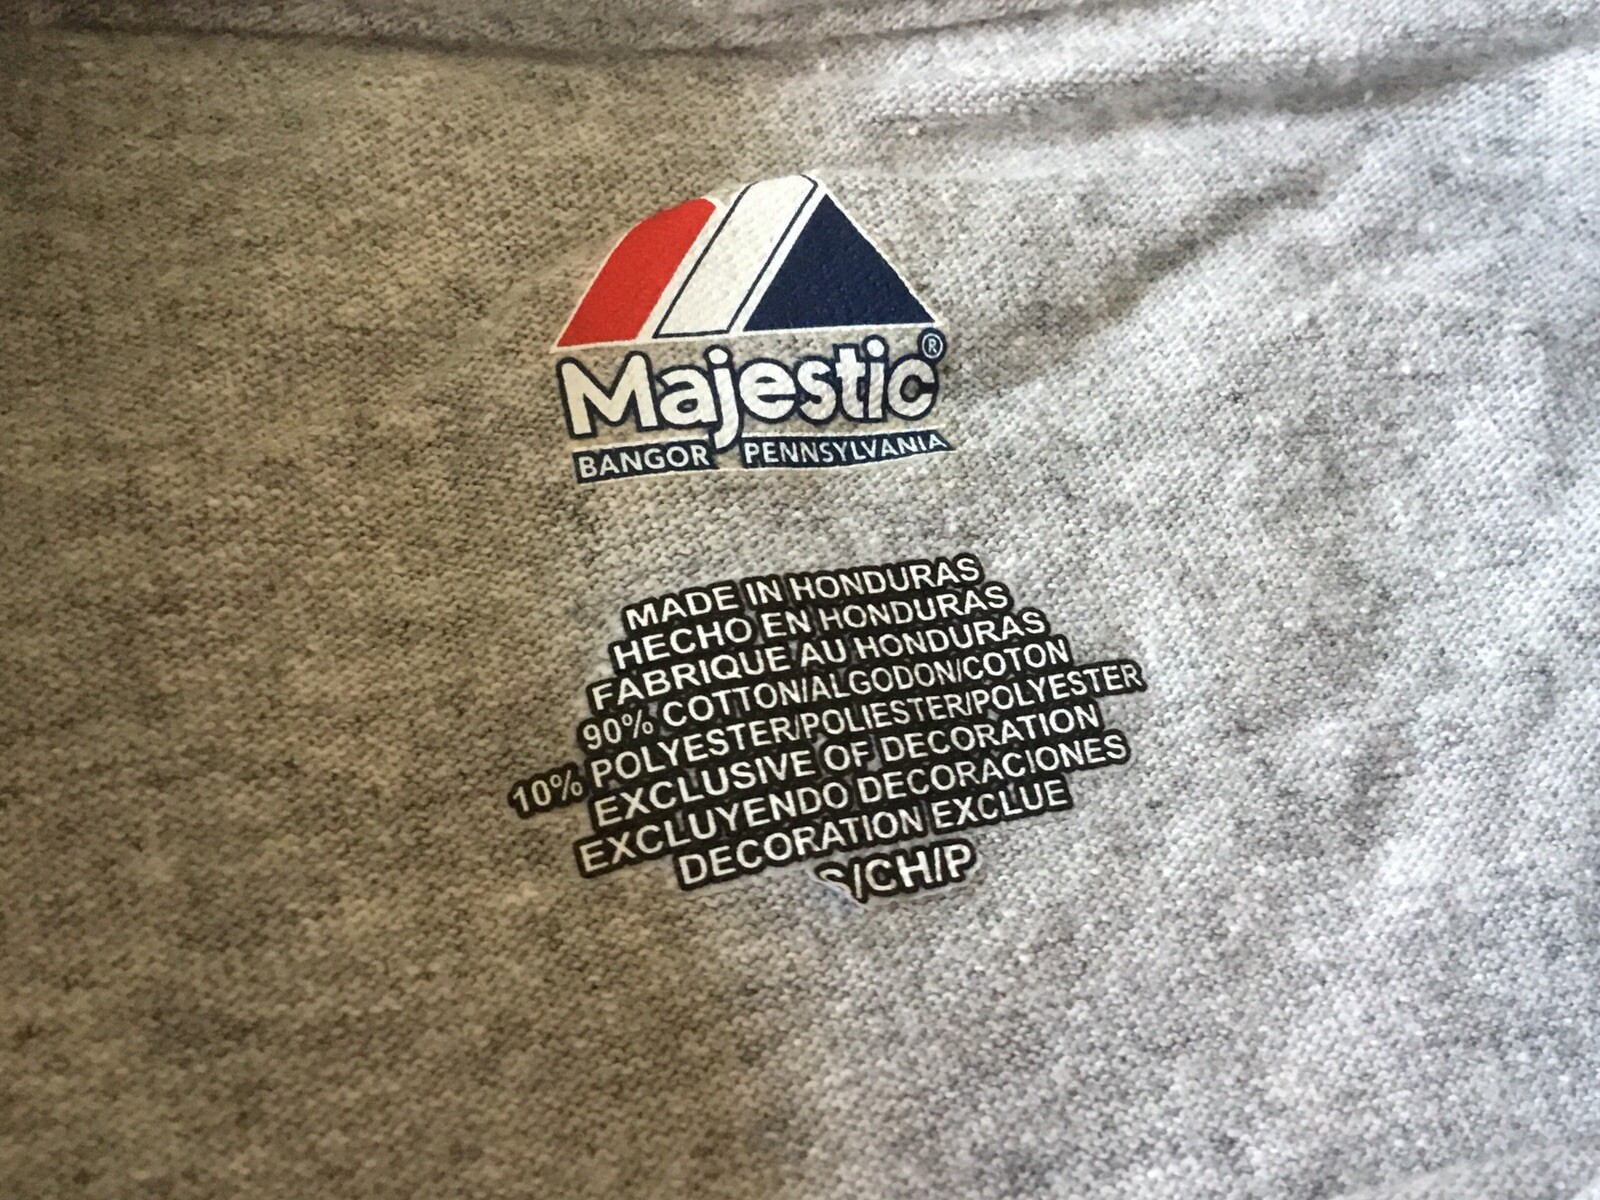 Majestic®
BANGOR PENNSYLVANIA
MADE IN HONDURAS
HECHO EN HONDURAS
FABRIQUE AU HONDURAS
90% COTTON/ALGODON/COTON
10% POLYESTER/POLIESTER/POLYESTER
EXCLUSIVE OF DECORATION
EXCLUYENDO DECORACIONES
DECORATION EXCLUE
S/CH/P